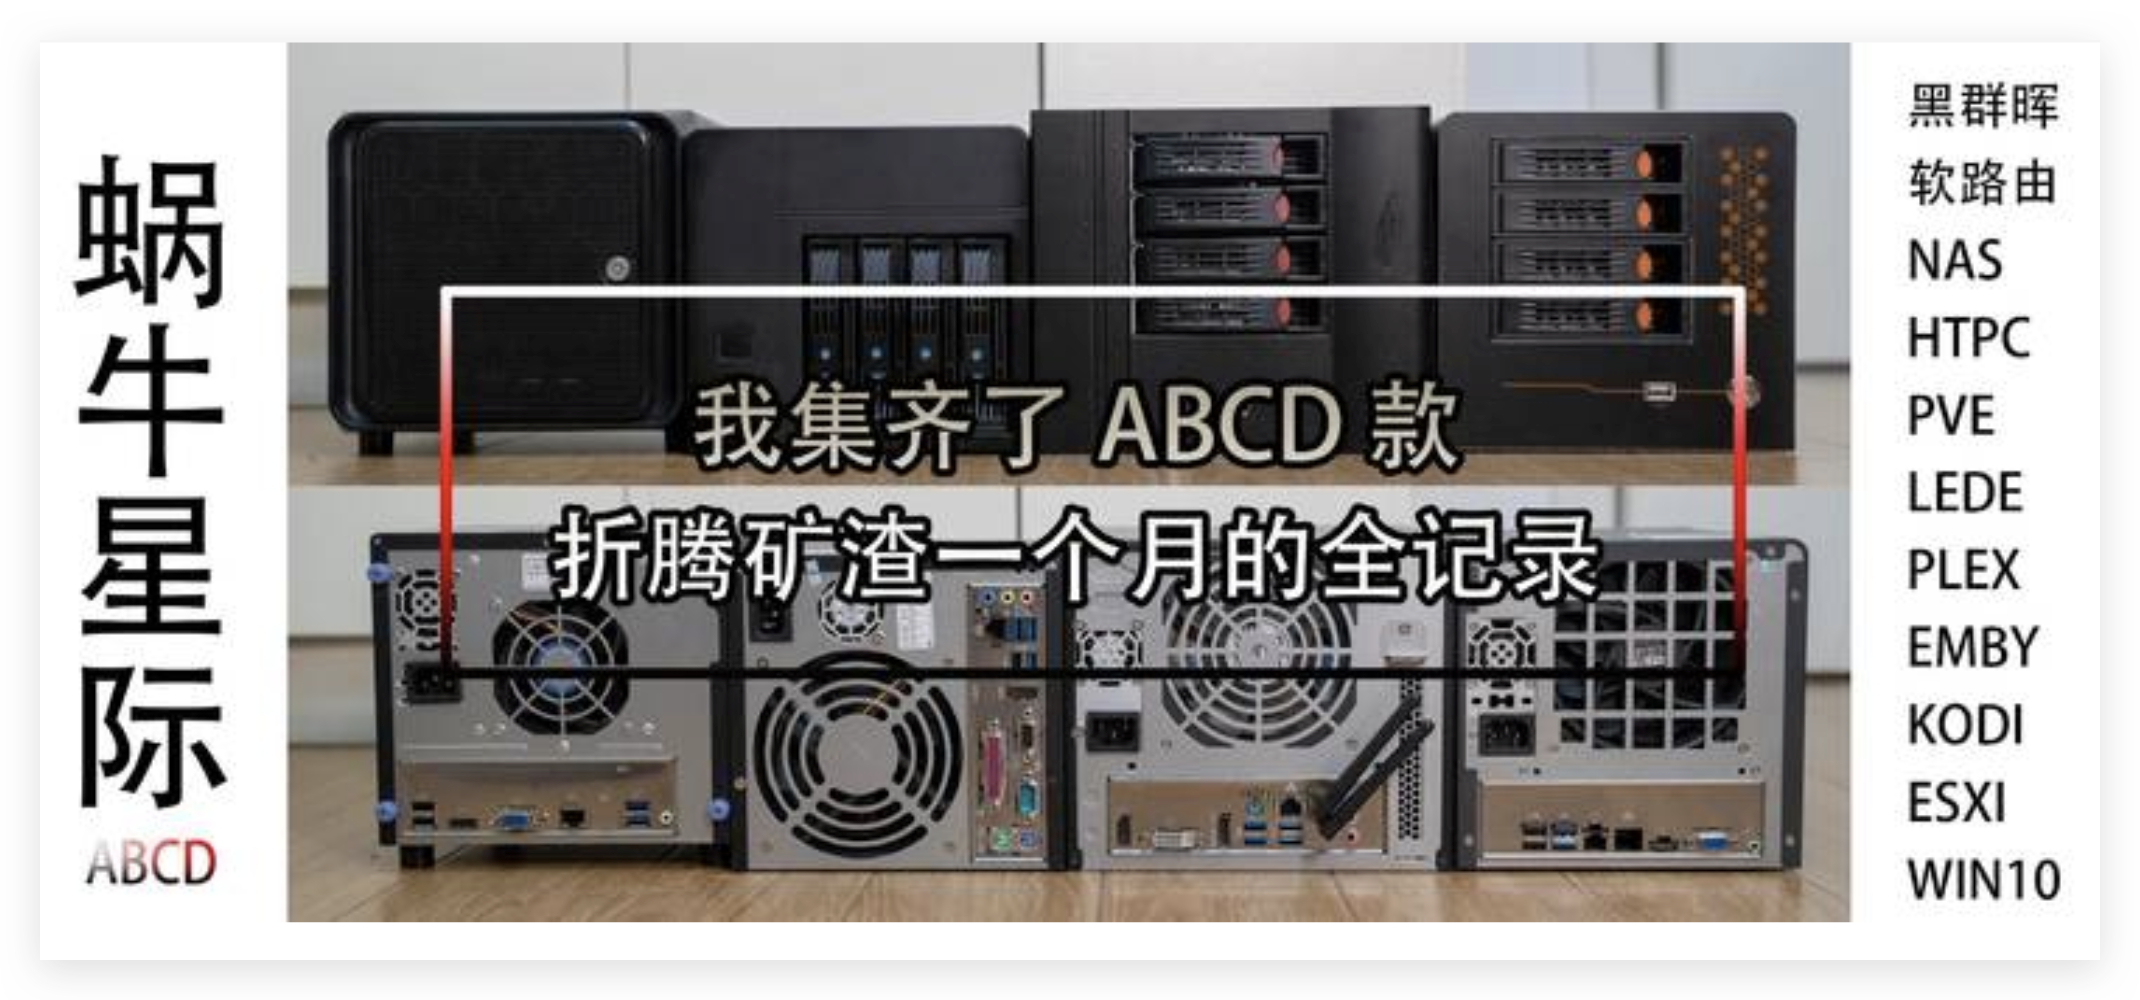 蜗牛星际
ABCD
我集齐了 ABCD 款
折腾矿渣一个月的全记录
黑群晖
软路由
NAS
HTPC
PVE
LEDE
PLEX
EMBY
KODI
ESXI
WIN10